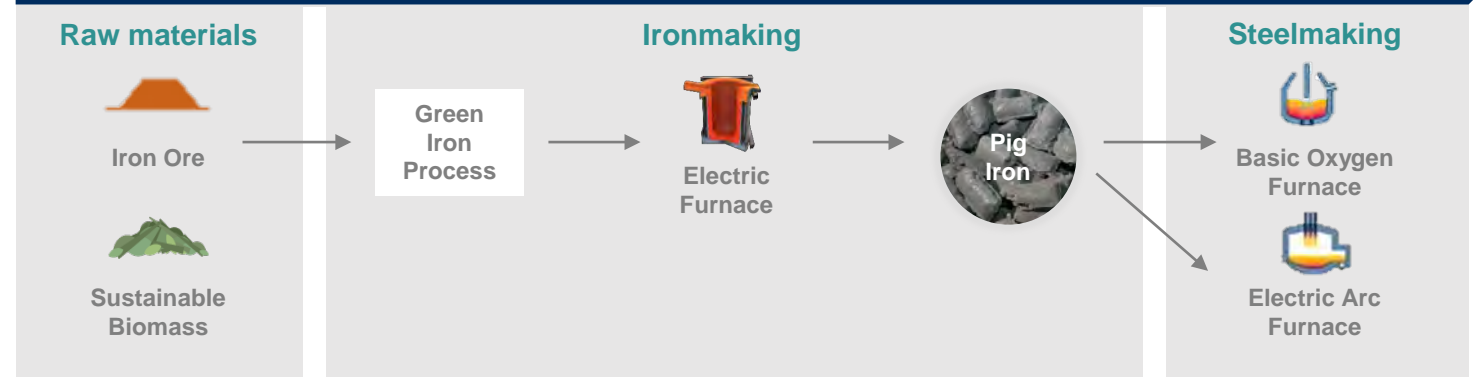 Raw materials
Iron Ore
Sustainable
Biomass
Ironmaking
Green
Iron
Process
Electric
Furnace
Pig
Iron
Steelmaking
Basic Oxygen
Furnace
Electric Arc
Furnace